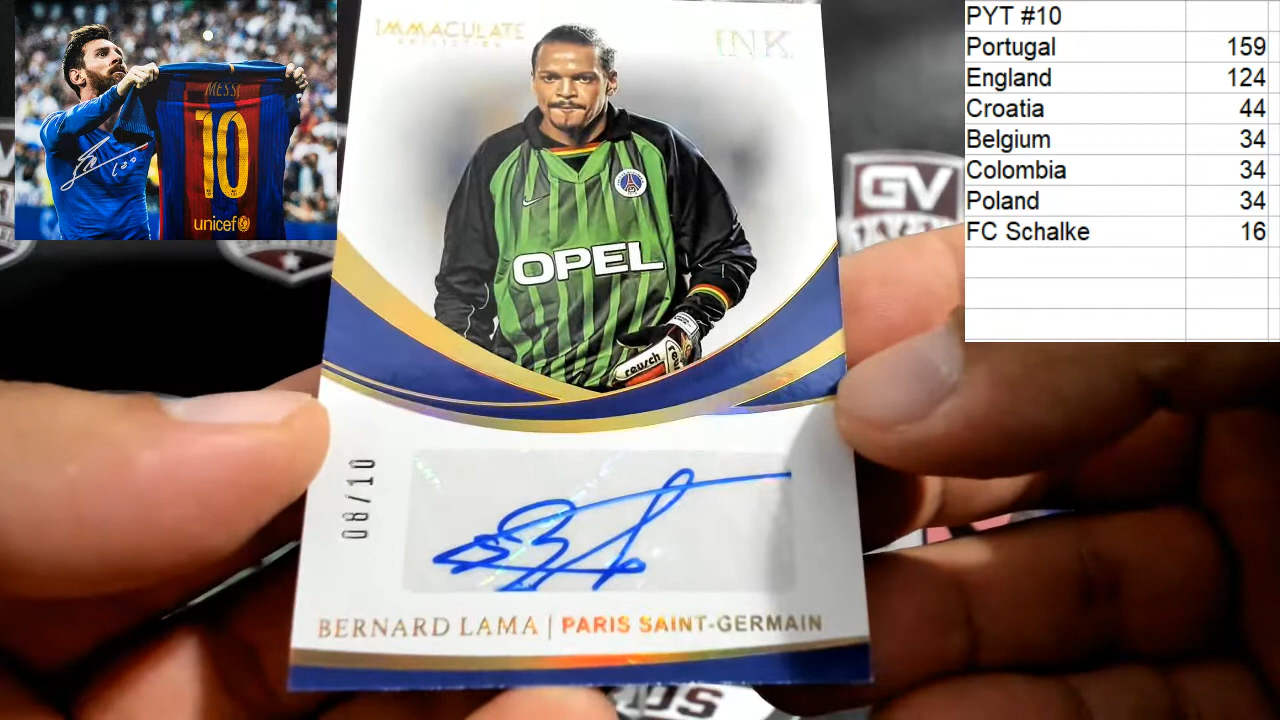 MESSI
10
unicef
IMMACULATE
COLLECTION
INK
OPEL
reusch
08/10
BERNARD LAMA | PARIS SAINT-GERMAIN
GV
PYT #10
Portugal 159
England 124
Croatia 44
Belgium 34
Colombia 34
Poland 34
FC Schalke 16